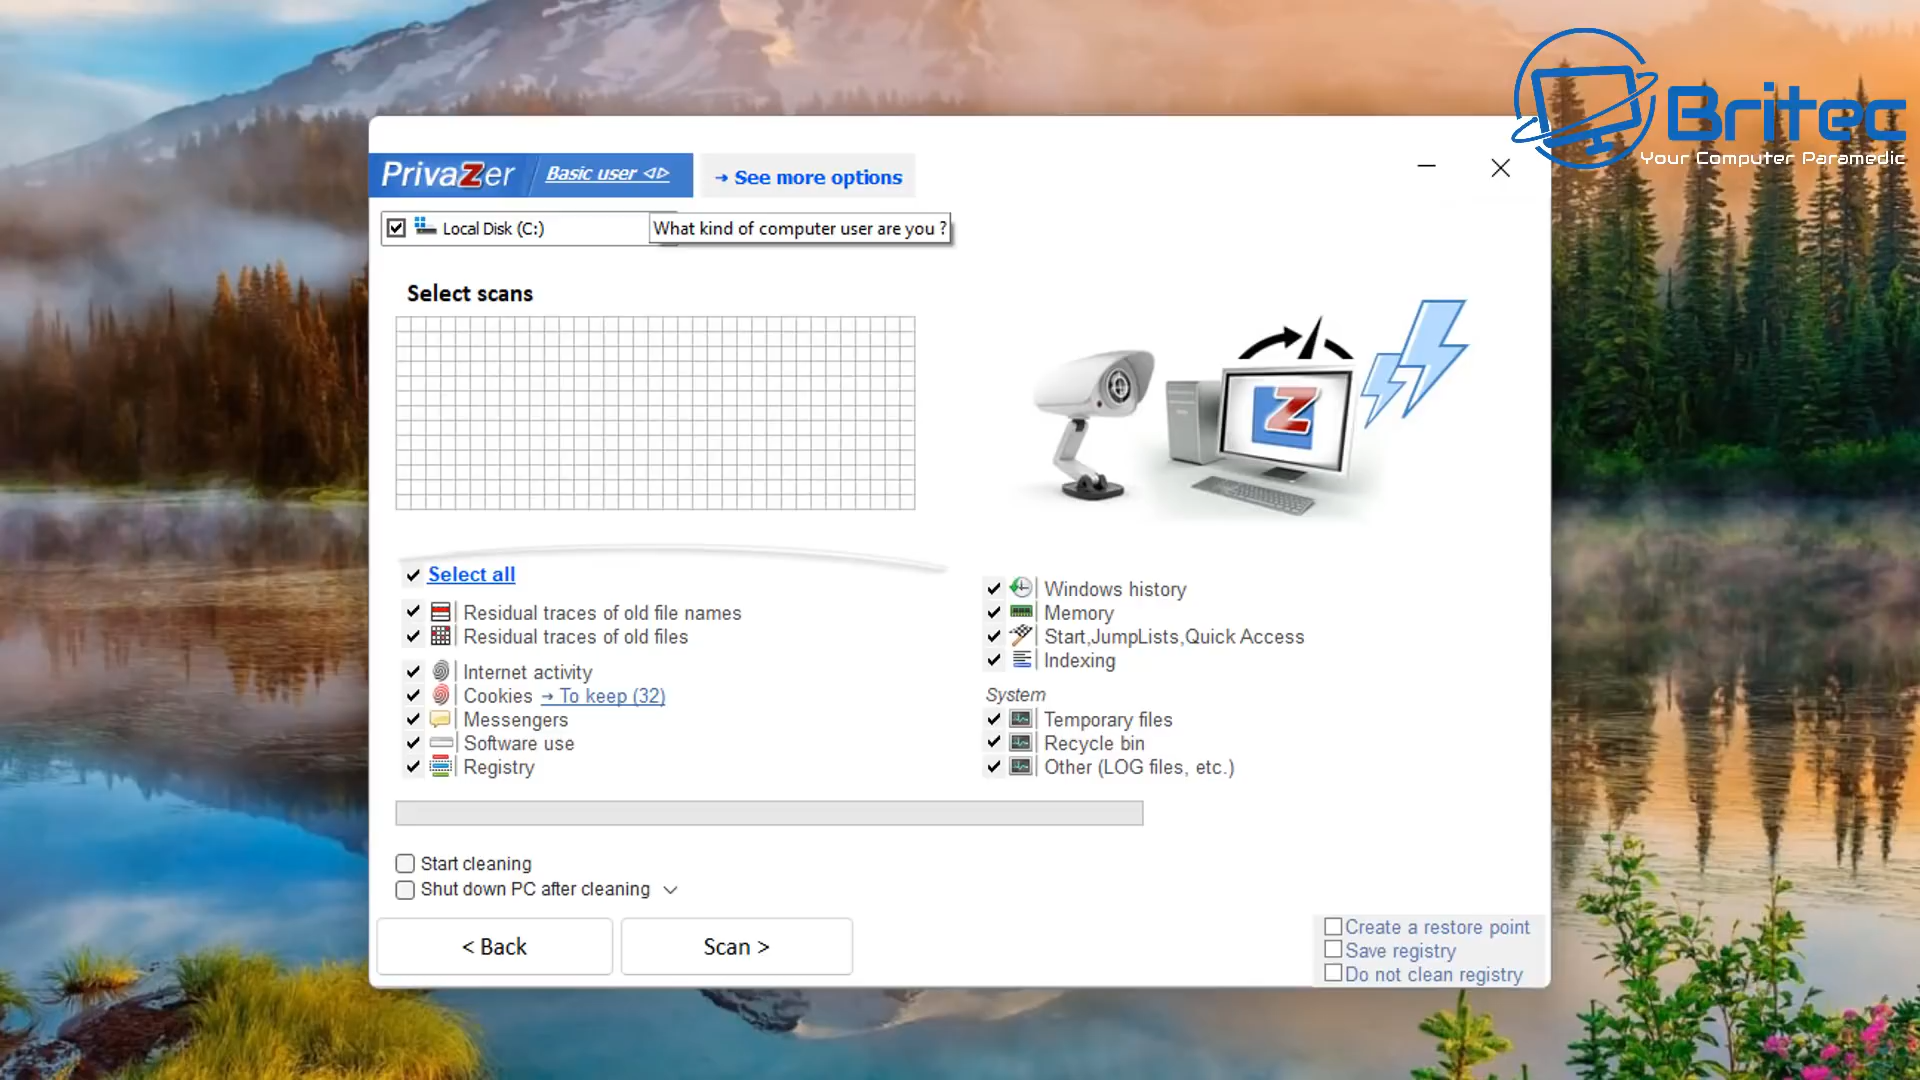 Britec
Your Computer Paramedic
PrivaZer
Basic user
→ See more options
Local Disk (C:)
What kind of computer user are you ?
Select scans
Select all
Residual traces of old file names
Residual traces of old files
Internet activity
Cookies → To keep (32)
Messengers
Software use
Registry
Windows history
Memory
Start,JumpLists,Quick Access
Indexing
System
Temporary files
Recycle bin
Other (LOG files, etc.)
Start cleaning
Shut down PC after cleaning
< Back
Scan >
Create a restore point
Save registry
Do not clean registry